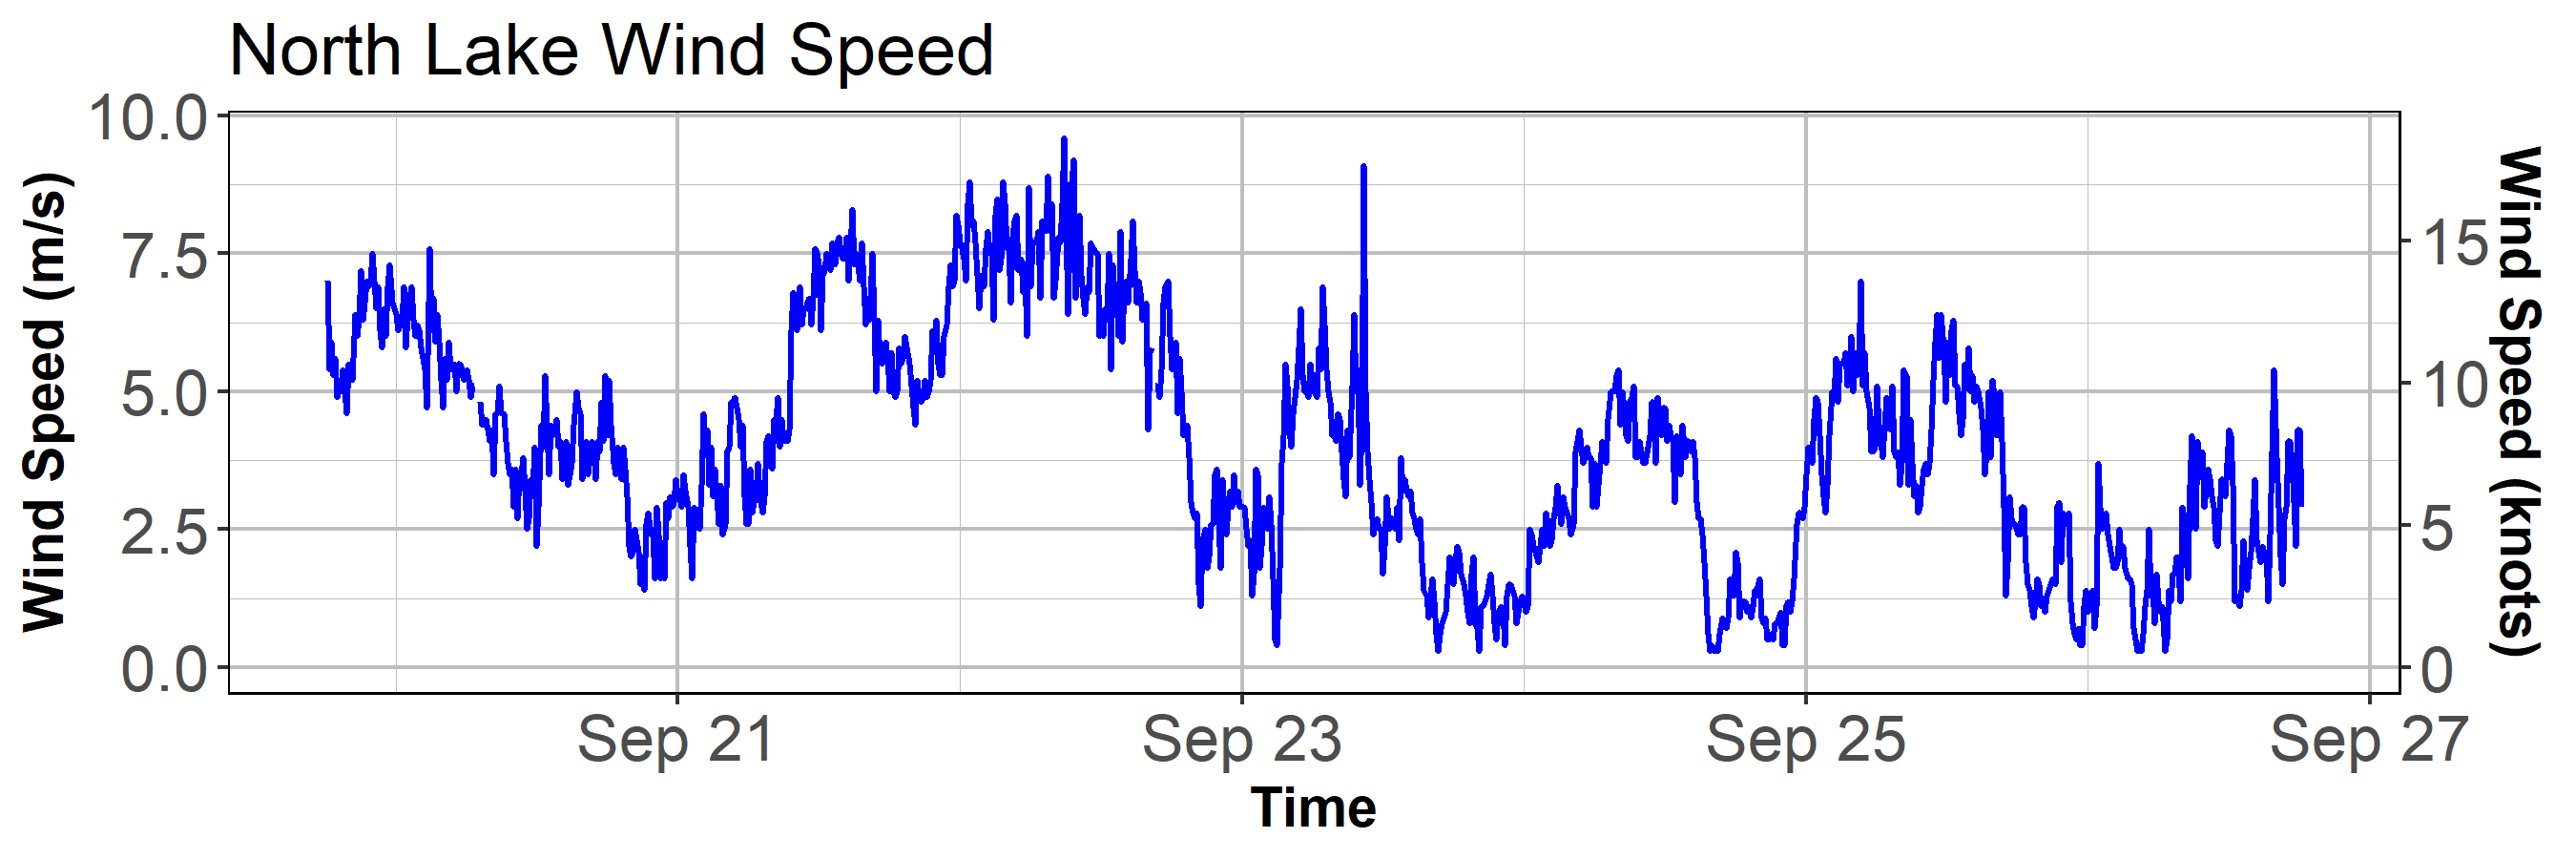 North Lake Wind Speed
Wind Speed (m/s)
10.0
7.5
5.0
2.5
0.0
Wind Speed (knots)
15
10
5
0
Sep 21
Sep 23
Sep 25
Sep 27
Time